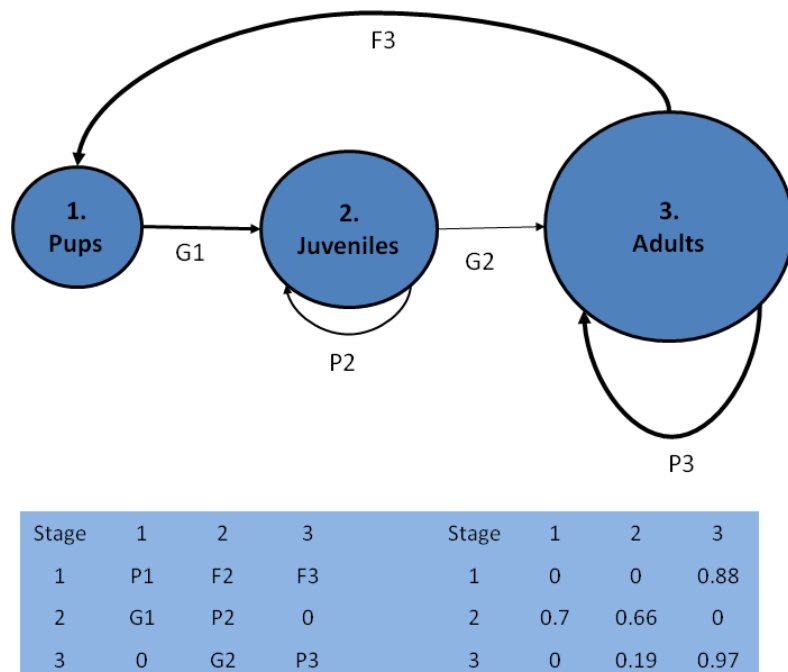 F3
1.
Pups
G1
2.
Juveniles
P2
G2
3.
Adults
P3
Stage 1 2 3 Stage 1 2 3
1 P1 F2 F3 1 0 0 0.88
2 G1 P2 0 2 0.7 0.66 0
3 0 G2 P3 3 0 0.19 0.97